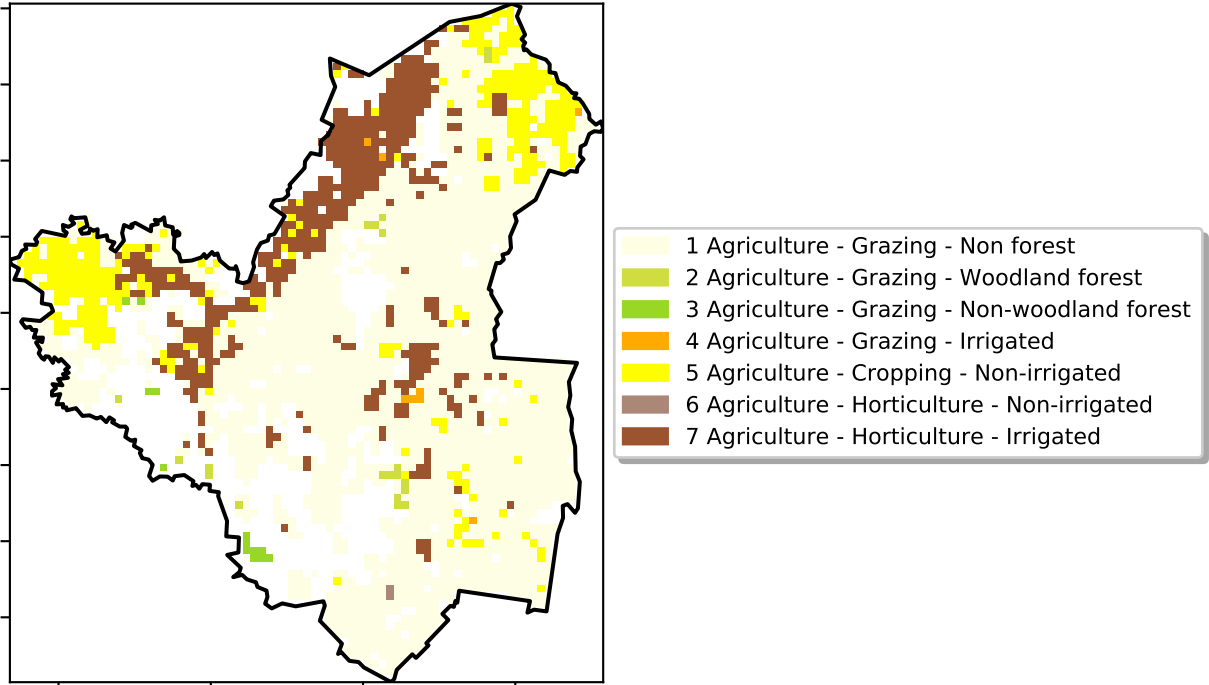 1 Agriculture - Grazing - Non forest
2 Agriculture - Grazing - Woodland forest
3 Agriculture - Grazing - Non-woodland forest
4 Agriculture - Grazing - Irrigated
5 Agriculture - Cropping - Non-irrigated
6 Agriculture - Horticulture - Non-irrigated
7 Agriculture - Horticulture - Irrigated